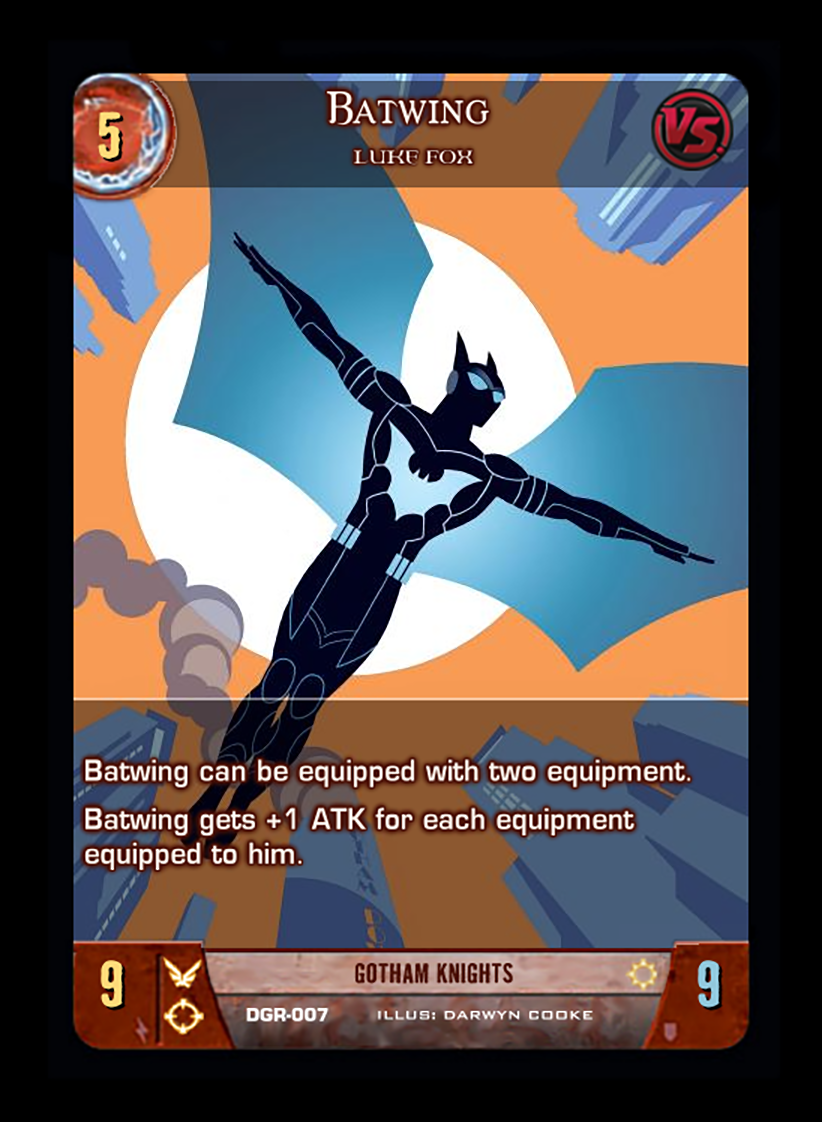 5
BATWING
VS.
LUKE FOX
Batwing can be equipped with two equipment.
Batwing gets +1 ATK for each equipment
equipped to him.
9
GOTHAM KNIGHTS
9
DGR-007 ILLUS: DARWYN COOKE